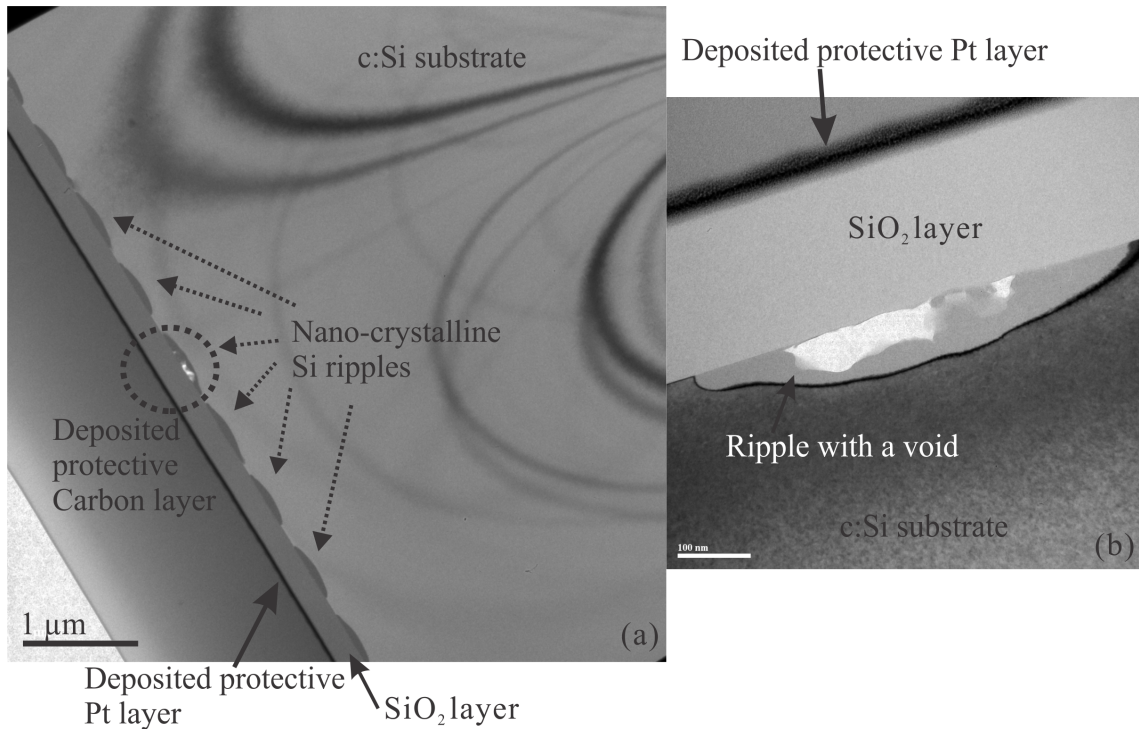 c:Si substrate
Nano-crystalline
Si ripples
Deposited
protective
Carbon layer
1 µm
(a)
Deposited protective
Pt layer
SiO₂ layer
Deposited protective Pt layer
SiO₂ layer
Ripple with a void
c:Si substrate
100 nm
(b)